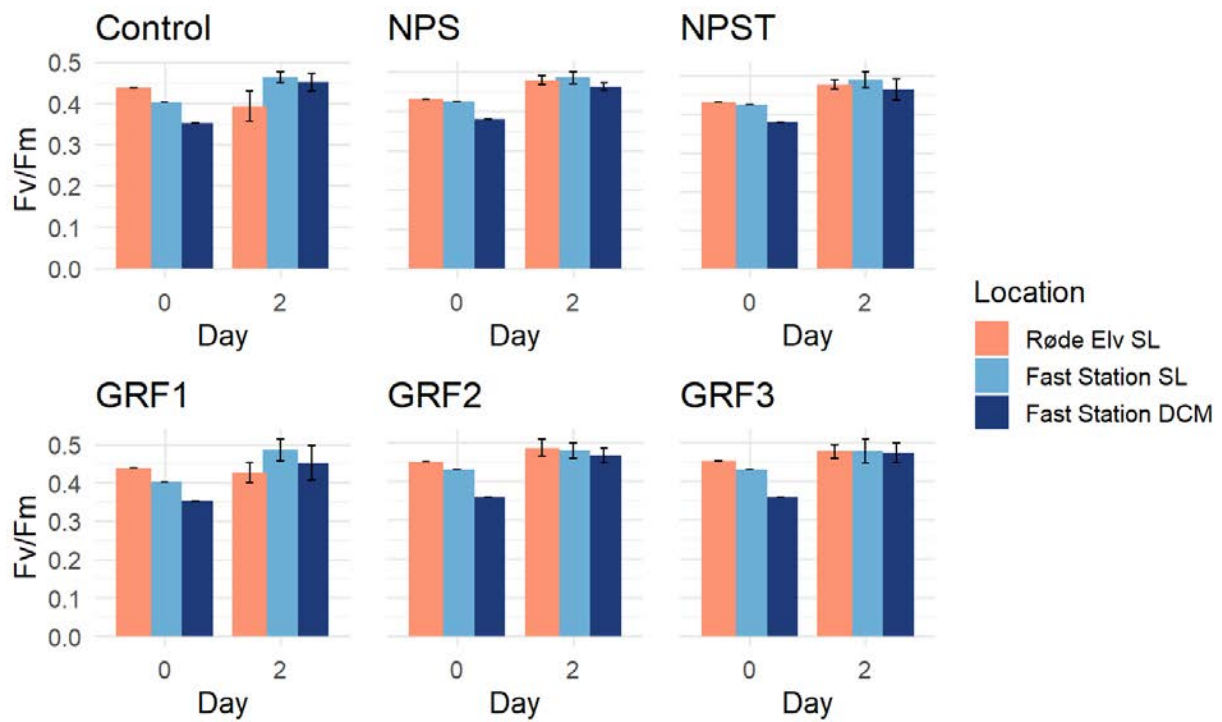 Control NPS NPST
0.5
0.4
0.3
0.2
0.1
0.0
Fv/Fm
0 2 0 2 0 2
Day Day Day
Location
Røde Elv SL
Fast Station SL
Fast Station DCM
GRF1 GRF2 GRF3
0.5
0.4
0.3
0.2
0.1
0.0
Fv/Fm
0 2 0 2 0 2
Day Day Day